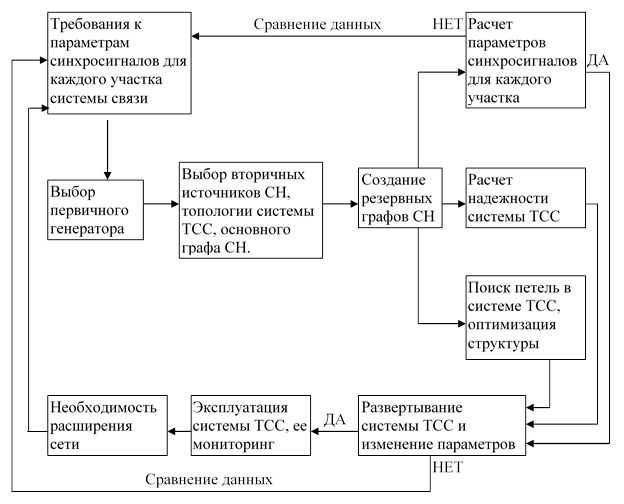 Требования к
параметрам
синхросигналов для
каждого участка
системы связи
Сравнение данных
НЕТ
Расчет
параметров
синхросигналов
для каждого
участка
ДА
Выбор
первичного
генератора
Выбор вторичных
источников СН,
топологии системы
ТСС, основного
графа СН.
Создание
резервных
графов СН
Расчет
надежности
системы ТСС
Поиск петель в
системе ТСС,
оптимизация
структуры
Необходимость
расширения
сети
Эксплуатация
системы ТСС, ее
мониторинг
ДА
Развертывание
системы ТСС и
изменение параметров
НЕТ
Сравнение данных